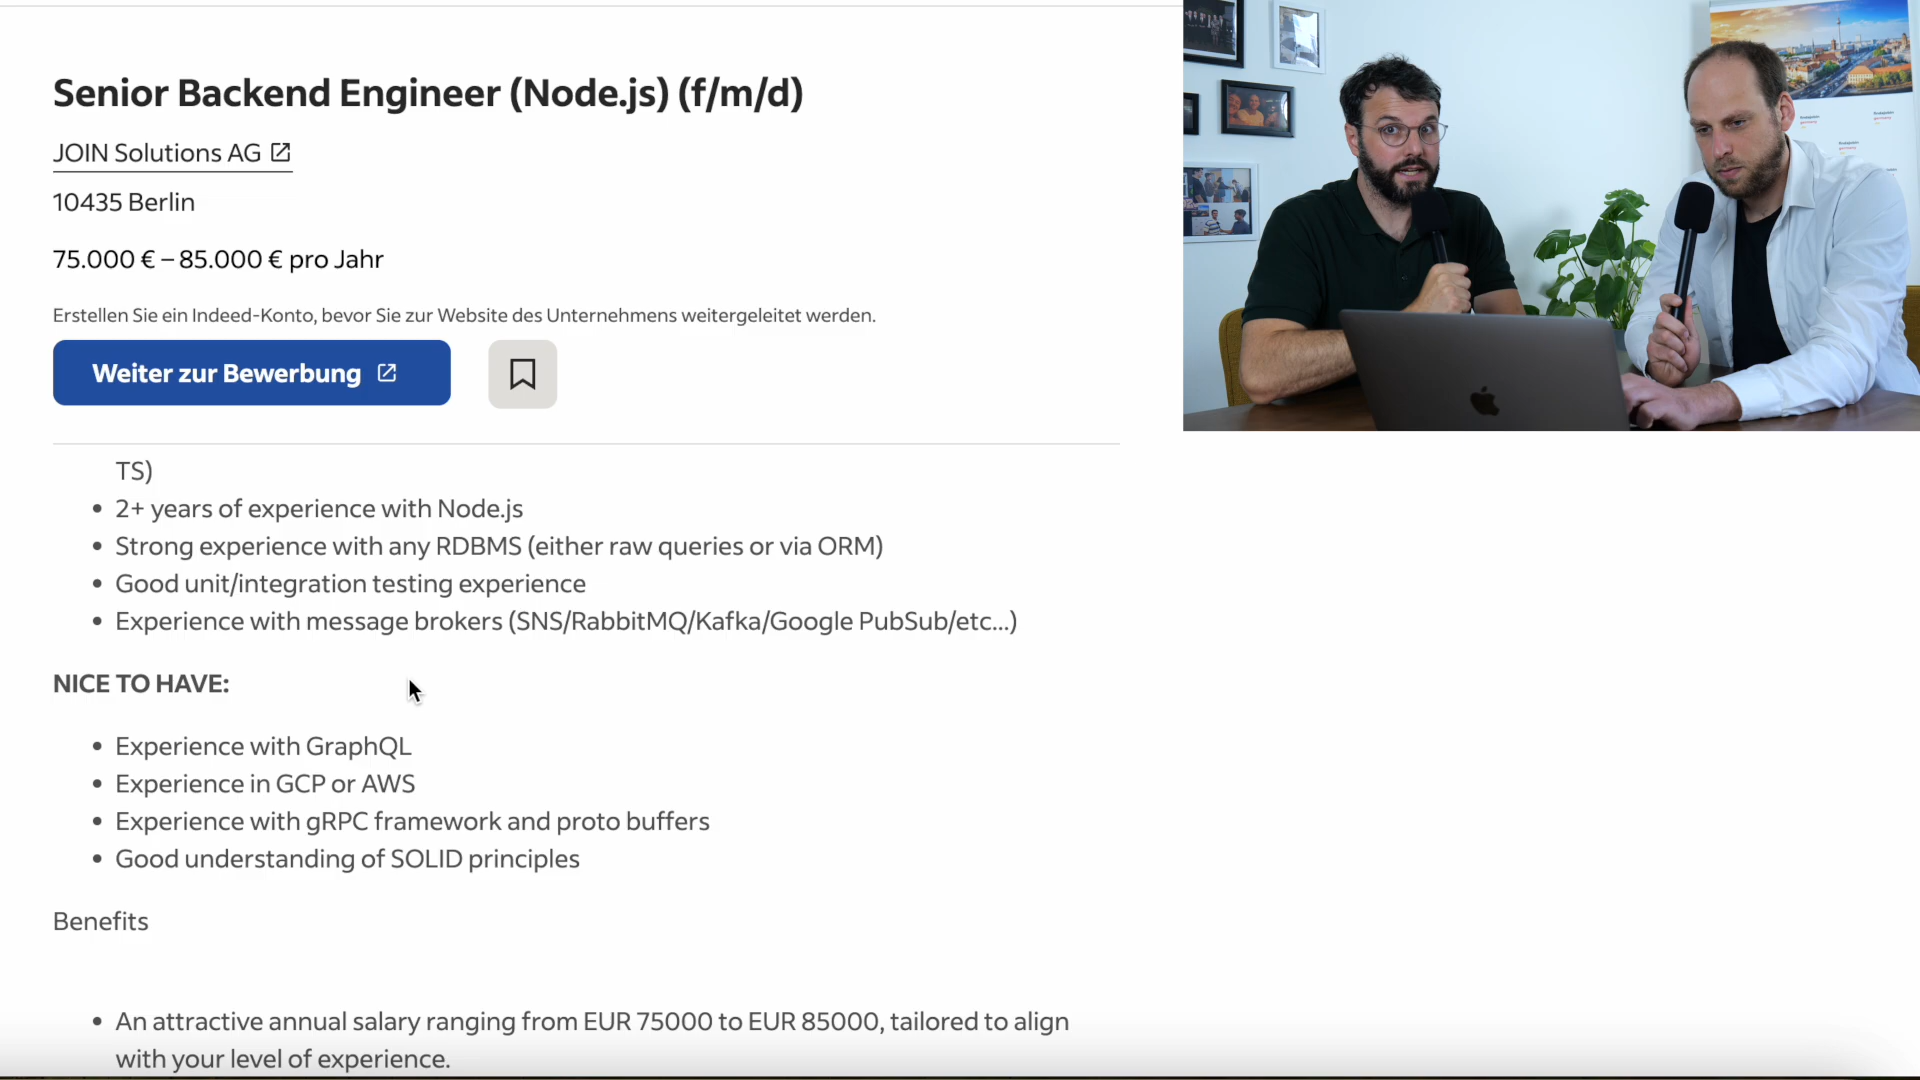 Senior Backend Engineer (Node.js) (f/m/d)
JOIN Solutions AG
10435 Berlin
75.000 € – 85.000 € pro Jahr
Erstellen Sie ein Indeed-Konto, bevor Sie zur Website des Unternehmens weitergeleitet werden.
Weiter zur Bewerbung
TS)
• 2+ years of experience with Node.js
• Strong experience with any RDBMS (either raw queries or via ORM)
• Good unit/integration testing experience
• Experience with message brokers (SNS/RabbitMQ/Kafka/Google PubSub/etc...)
NICE TO HAVE:
• Experience with GraphQL
• Experience in GCP or AWS
• Experience with gRPC framework and proto buffers
• Good understanding of SOLID principles
Benefits
• An attractive annual salary ranging from EUR 75000 to EUR 85000, tailored to align
with your level of experience.